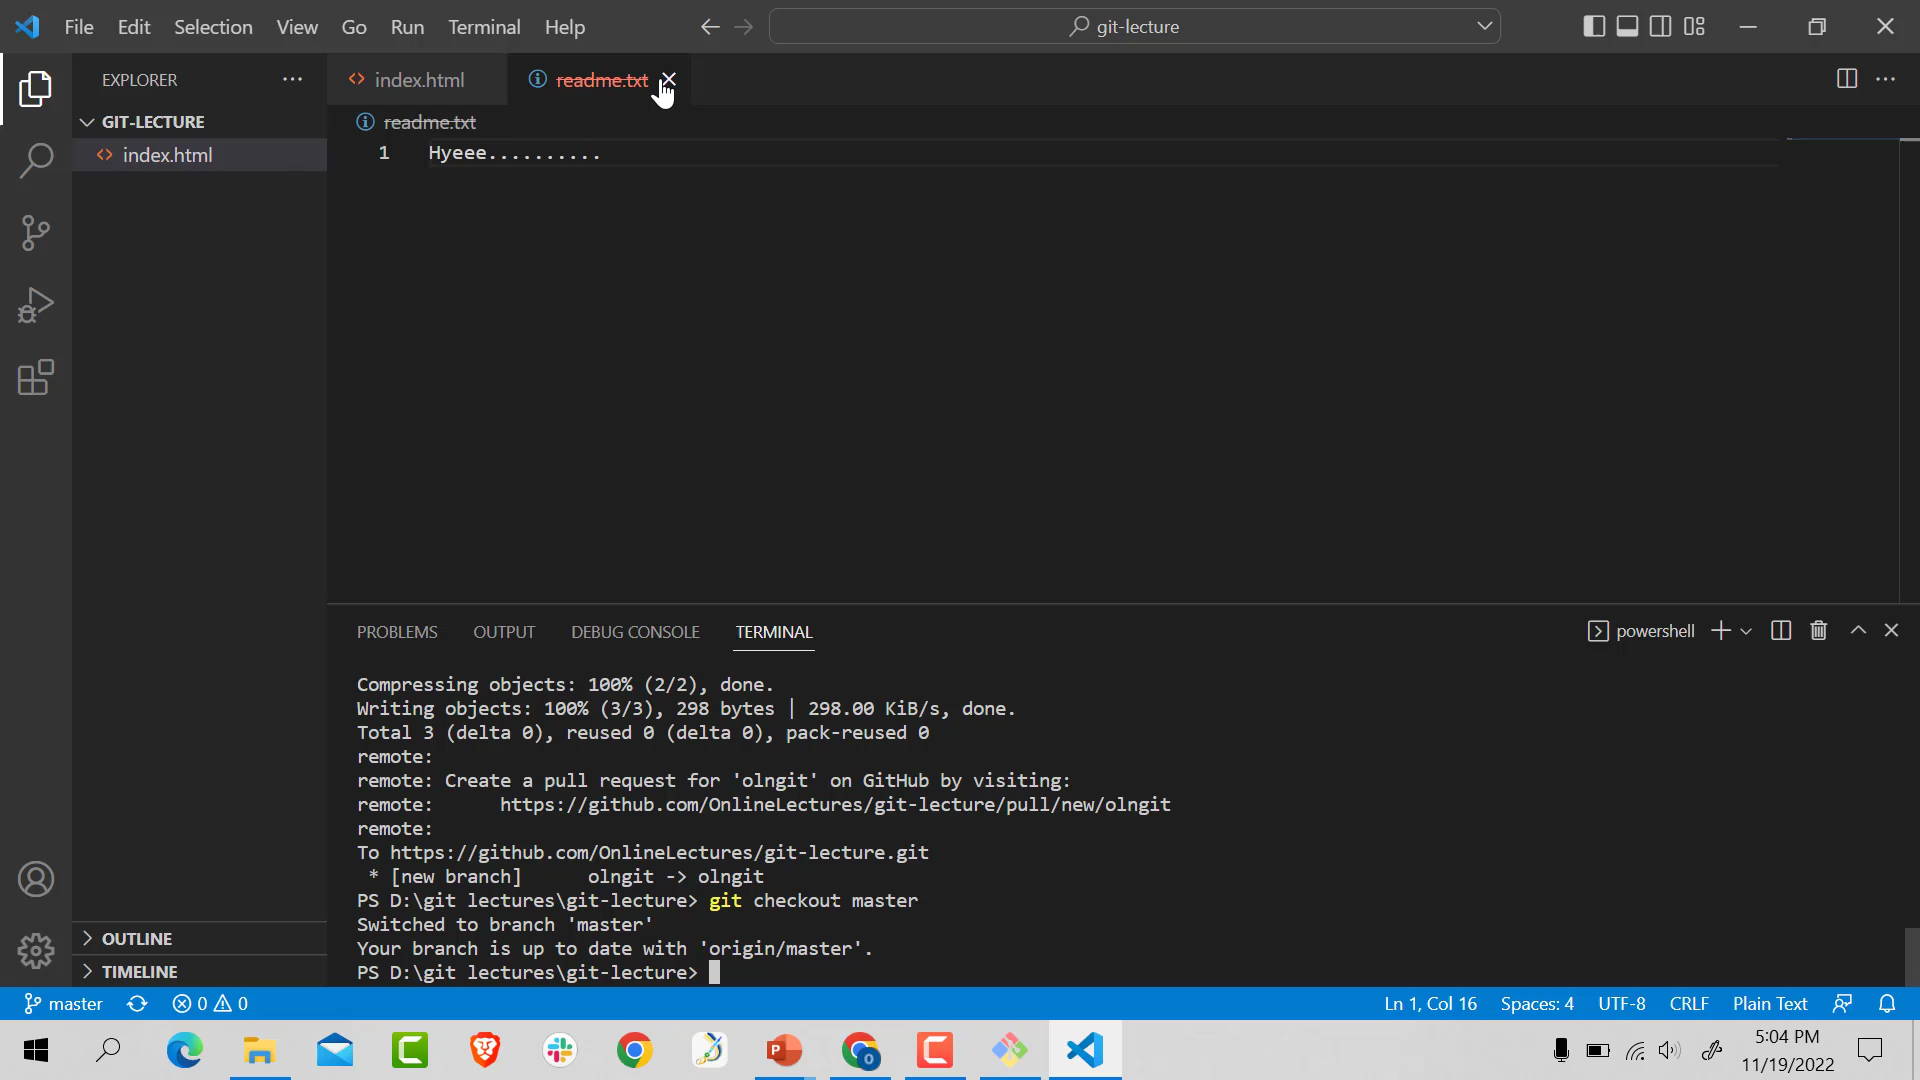 File Edit Selection View Go Run Terminal Help
git-lecture
EXPLORER
index.html
readme.txt
GIT-LECTURE
readme.txt
index.html
1 Hyeee..........
PROBLEMS OUTPUT DEBUG CONSOLE TERMINAL
powershell
Compressing objects: 100% (2/2), done.
Writing objects: 100% (3/3), 298 bytes | 298.00 KiB/s, done.
Total 3 (delta 0), reused 0 (delta 0), pack-reused 0
remote:
remote: Create a pull request for 'olngit' on GitHub by visiting:
remote:      https://github.com/OnlineLectures/git-lecture/pull/new/olngit
remote:
To https://github.com/OnlineLectures/git-lecture.git
 * [new branch]      olngit -> olngit
PS D:\git lectures\git-lecture> git checkout master
Switched to branch 'master'
Your branch is up to date with 'origin/master'.
PS D:\git lectures\git-lecture>
OUTLINE
TIMELINE
master 0 0
Ln 1, Col 16 Spaces: 4 UTF-8 CRLF Plain Text
5:04 PM
11/19/2022